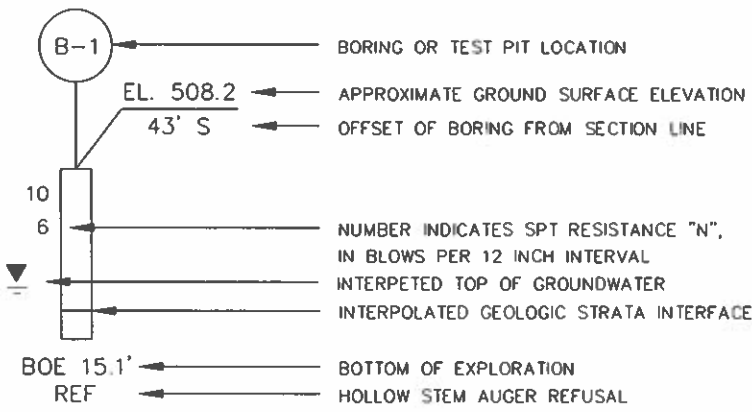 B-1 BORING OR TEST PIT LOCATION
EL. 508.2 APPROXIMATE GROUND SURFACE ELEVATION
43' S OFFSET OF BORING FROM SECTION LINE
10
6 NUMBER INDICATES SPT RESISTANCE "N",
IN BLOWS PER 12 INCH INTERVAL
INTERPETED TOP OF GROUNDWATER
INTERPOLATED GEOLOGIC STRATA INTERFACE
BOE 15.1' BOTTOM OF EXPLORATION
REF HOLLOW STEM AUGER REFUSAL